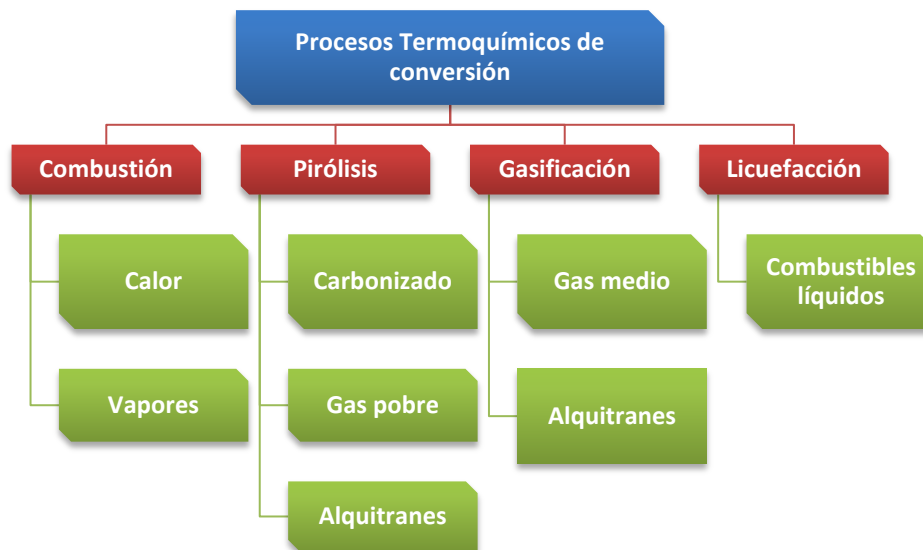 Procesos Termoquímicos de
conversión
Combustión
Pirólisis
Gasificación
Licuefacción
Calor
Carbonizado
Gas medio
Combustibles
líquidos
Vapores
Gas pobre
Alquitranes
Alquitranes